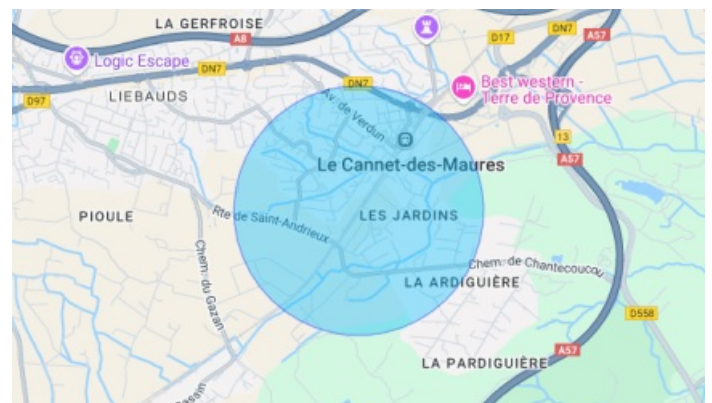 LA GERFROISE
A8
D17
DN7
A57
Logic Escape
DN7
DN7
Best western -
Terre de Provence
D97
LIEBAUDS
Av. de Verdun
13
Le Cannet-des-Maures
A57
PIOULE
Rte de Saint-Andrieux
LES JARDINS
Chem. du Gazan
Chem. de Chantecoucou
LA ARDIGUIÈRE
D558
A57
LA PARDIGUIÈRE
assin